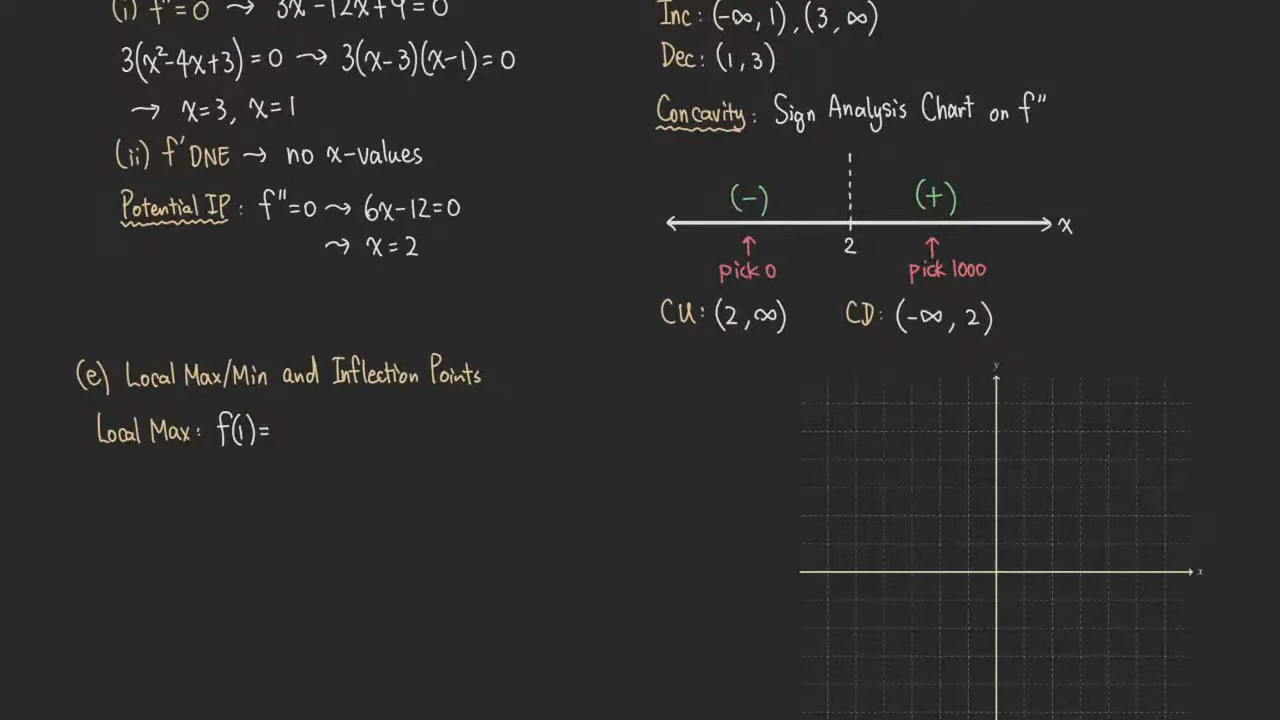 (i) f'=0 → 3x²-12x+9=0
3(x²-4x+3)=0 → 3(x-3)(x-1)=0
→ x=3, x=1
(ii) f' DNE → no x-values
Potential IP: f"=0 → 6x-12=0
→ x=2
Inc: (-∞, 1), (3, ∞)
Dec: (1, 3)
Concavity: Sign Analysis Chart on f"
(-) (+)
x
2
↑ ↑
pick 0 pick 1000
CU: (2, ∞) CD: (-∞, 2)
(e) Local Max/Min and Inflection Points
Local Max: f(1)=
y
x